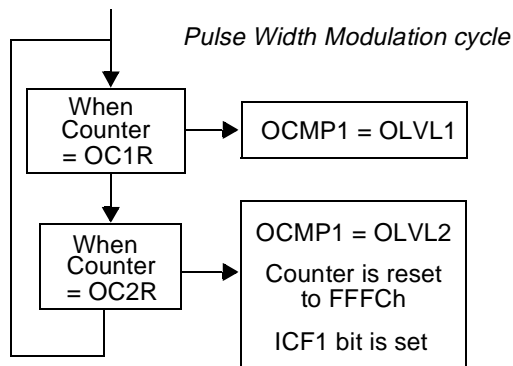 Pulse Width Modulation cycle
When
Counter
= OC1R
OCMP1 = OLVL1
When
Counter
= OC2R
OCMP1 = OLVL2
Counter is reset
to FFFCh
ICF1 bit is set